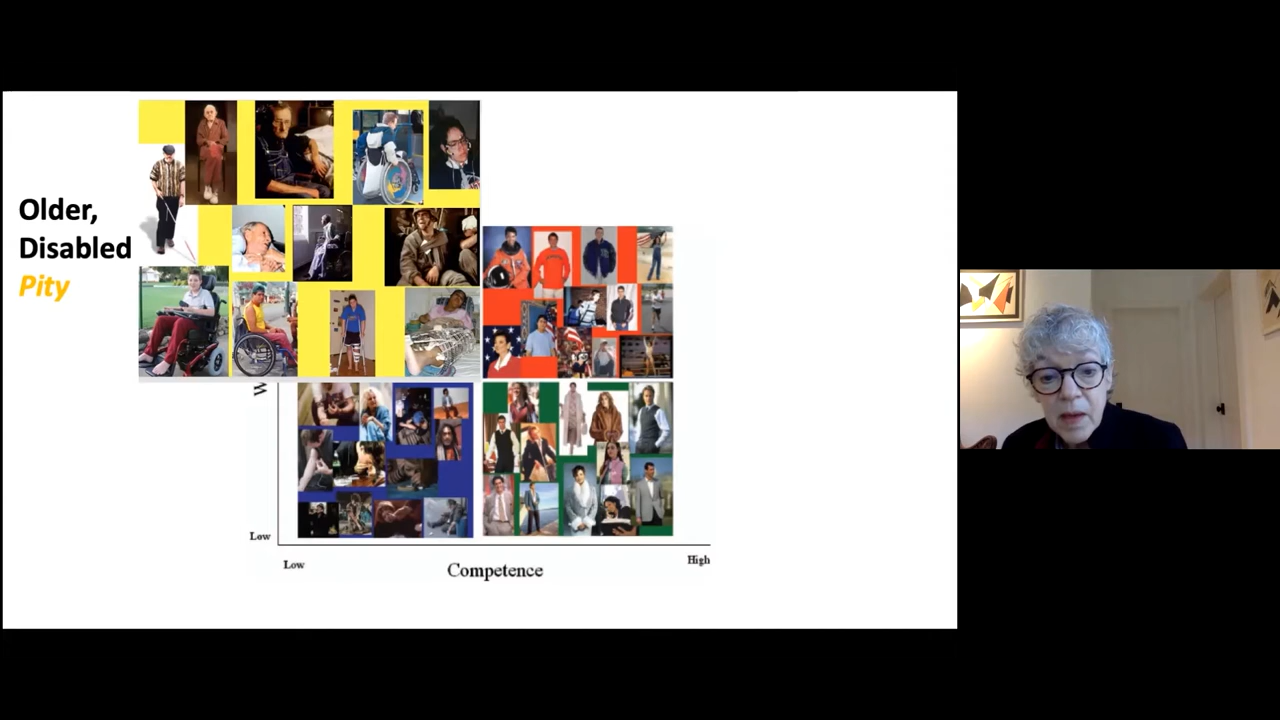 Older,
Disabled
Pity
W
Low
Low
Competence
High